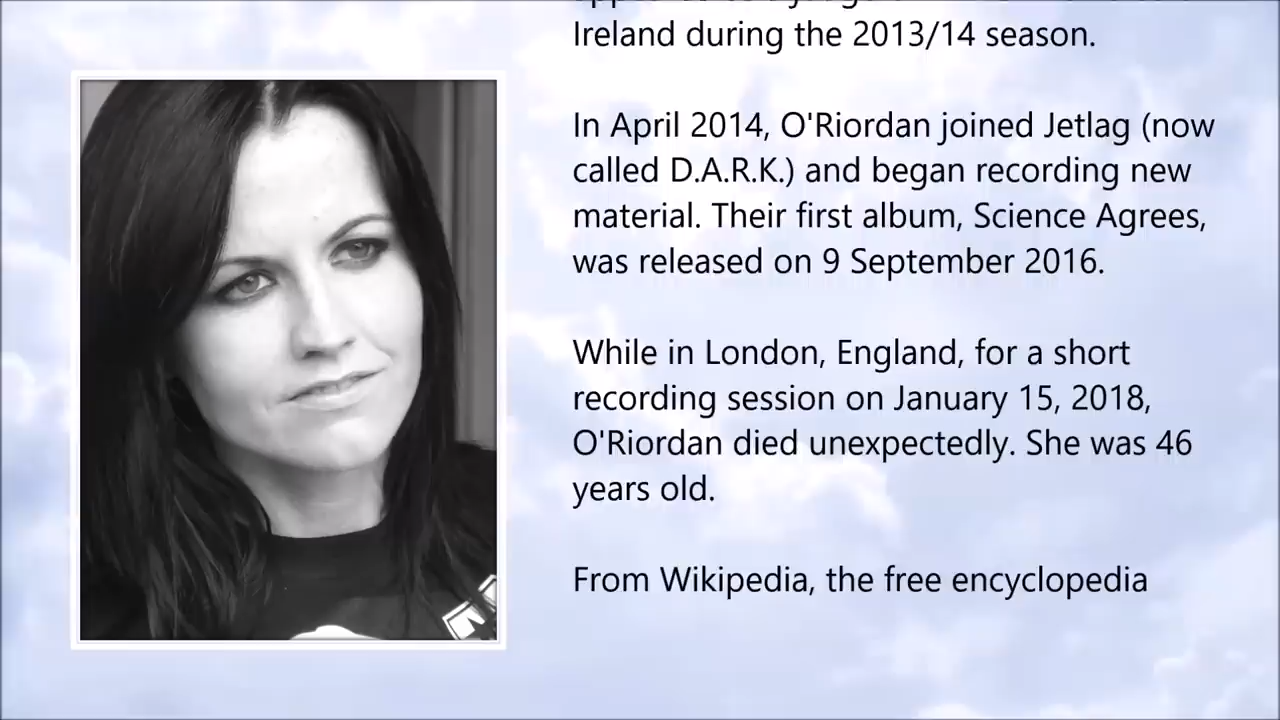 Ireland during the 2013/14 season.
In April 2014, O'Riordan joined Jetlag (now
called D.A.R.K.) and began recording new
material. Their first album, Science Agrees,
was released on 9 September 2016.
While in London, England, for a short
recording session on January 15, 2018,
O'Riordan died unexpectedly. She was 46
years old.
From Wikipedia, the free encyclopedia